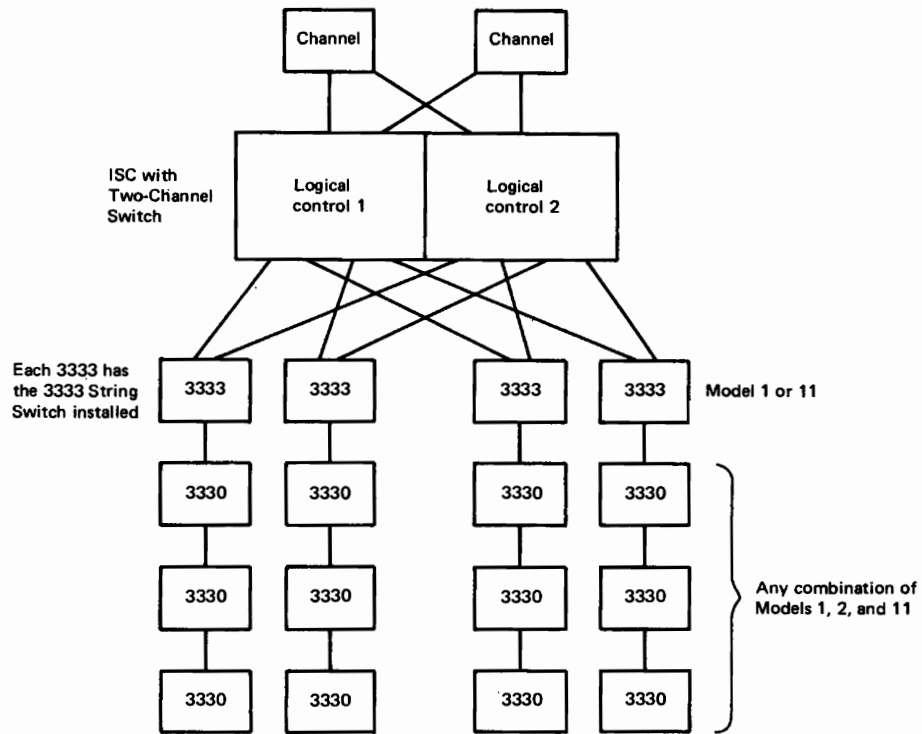 Channel
Channel
ISC with
Two-Channel
Switch
Logical
control 1
Logical
control 2
Each 3333 has
the 3333 String
Switch installed
3333
3333
3333
3333
Model 1 or 11
3330
3330
3330
3330
3330
3330
3330
3330
Any combination of
Models 1, 2, and 11
3330
3330
3330
3330